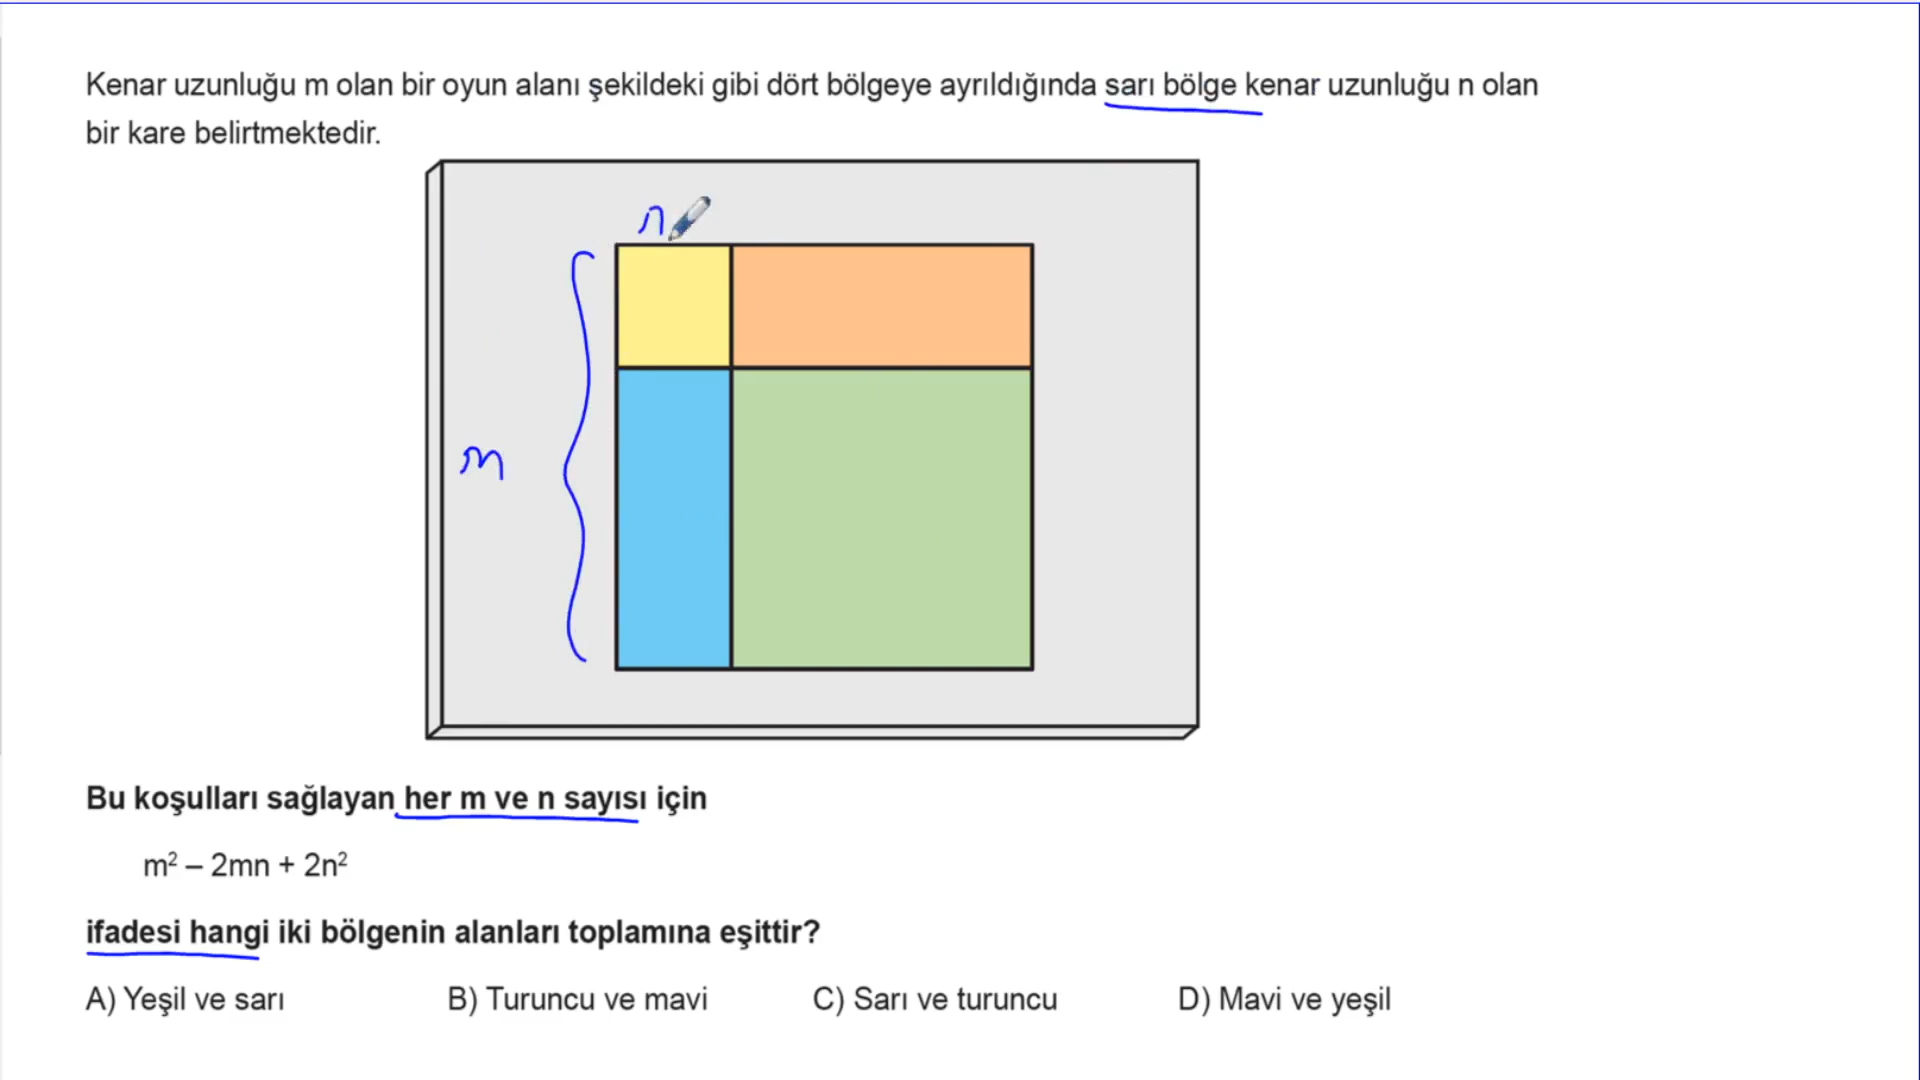 Kenar uzunluğu m olan bir oyun alanı şekildeki gibi dört bölgeye ayrıldığında sarı bölge kenar uzunluğu n olan
bir kare belirtmektedir.
n
m
Bu koşulları sağlayan her m ve n sayısı için
m² – 2mn + 2n²
ifadesi hangi iki bölgenin alanları toplamına eşittir?
A) Yeşil ve sarı B) Turuncu ve mavi C) Sarı ve turuncu D) Mavi ve yeşil